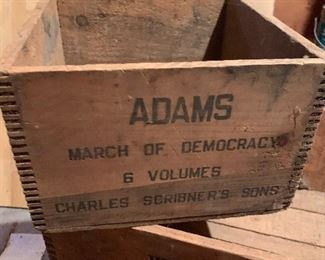 ADAMS
MARCH OF DEMOCRACY
6 VOLUMES
CHARLES SCRIBNER'S SONS